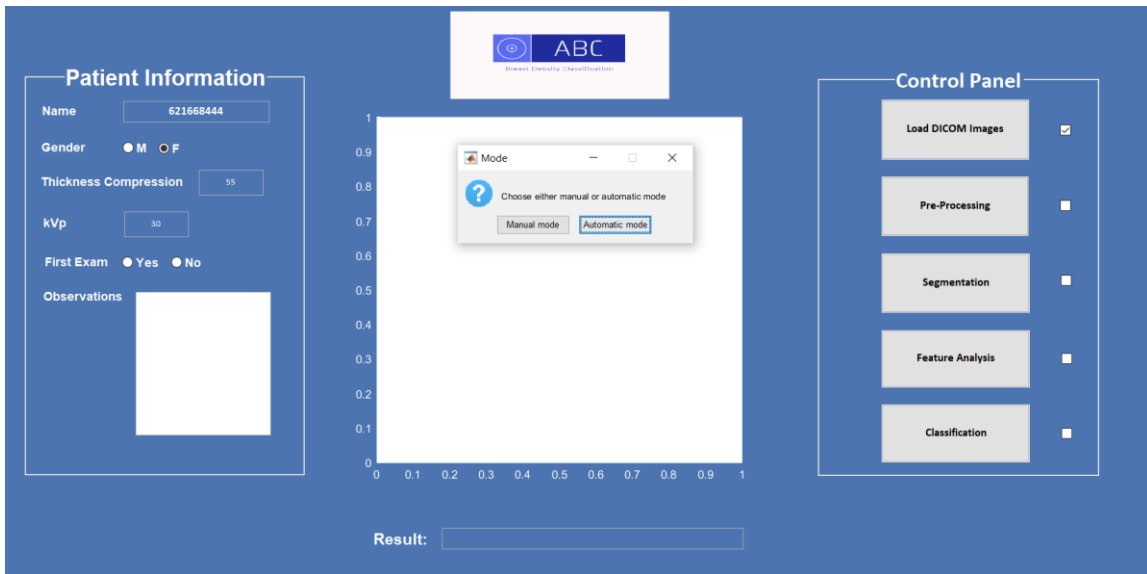 ABC
Breast Density Classification
Patient Information
Name 621668444
Gender M F
Thickness Compression 55
kVp 30
First Exam Yes No
Observations
1
0.9
0.8
0.7
0.6
0.5
0.4
0.3
0.2
0.1
0
0 0.1 0.2 0.3 0.4 0.5 0.6 0.7 0.8 0.9 1
Mode
Choose either manual or automatic mode
Manual mode Automatic mode
Result:
Control Panel
Load DICOM Images
Pre-Processing
Segmentation
Feature Analysis
Classification